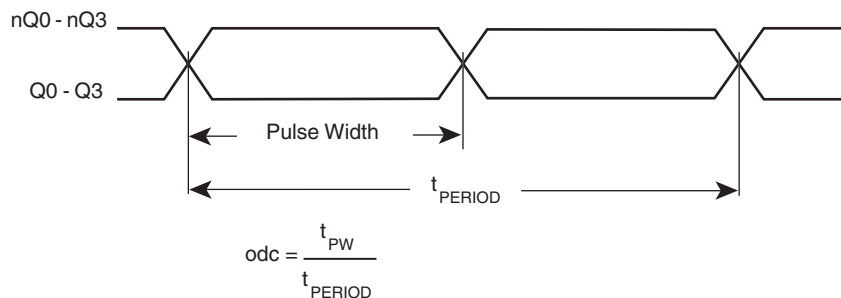 nQ0 - nQ3
Q0 - Q3
Pulse Width
tPERIOD
odc = tPW
tPERIOD